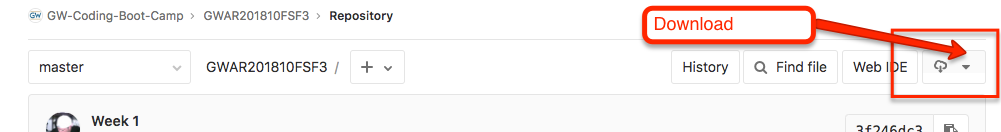 GW-Coding-Boot-Camp > GWAR201810FSF3 > Repository
Download
master GWAR201810FSF3 / + History Find file Web IDE
Week 1
3f246dc3